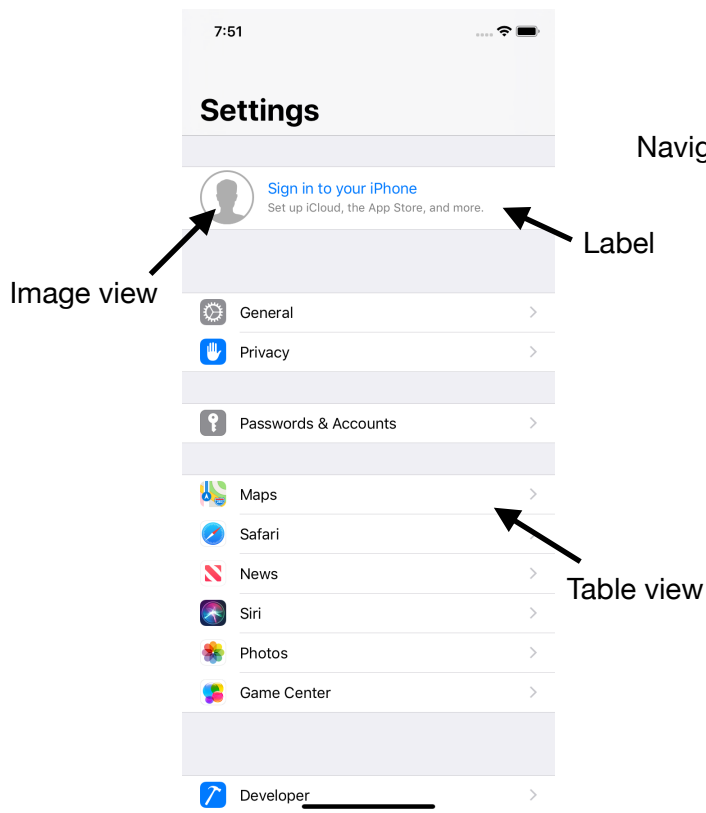 7:51
Settings
Navig
Sign in to your iPhone
Set up iCloud, the App Store, and more.
Label
Image view
General
Privacy
Passwords & Accounts
Maps
Safari
News
Table view
Siri
Photos
Game Center
Developer